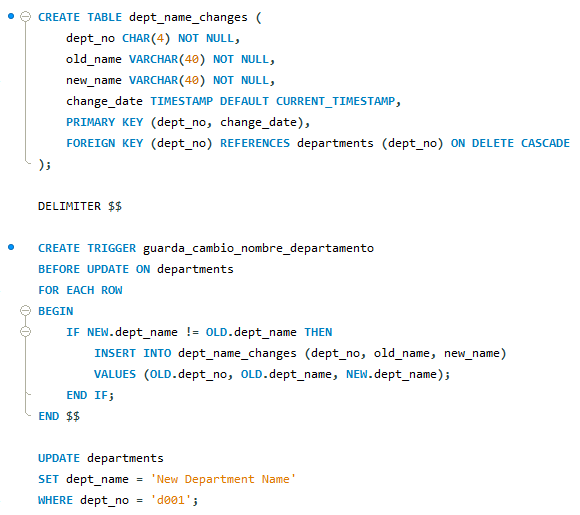 CREATE TABLE dept_name_changes (
    dept_no CHAR(4) NOT NULL,
    old_name VARCHAR(40) NOT NULL,
    new_name VARCHAR(40) NOT NULL,
    change_date TIMESTAMP DEFAULT CURRENT_TIMESTAMP,
    PRIMARY KEY (dept_no, change_date),
    FOREIGN KEY (dept_no) REFERENCES departments (dept_no) ON DELETE CASCADE
);

DELIMITER $$

CREATE TRIGGER guarda_cambio_nombre_departamento
BEFORE UPDATE ON departments
FOR EACH ROW
BEGIN
    IF NEW.dept_name != OLD.dept_name THEN
        INSERT INTO dept_name_changes (dept_no, old_name, new_name)
        VALUES (OLD.dept_no, OLD.dept_name, NEW.dept_name);
    END IF;
END $$

UPDATE departments
SET dept_name = 'New Department Name'
WHERE dept_no = 'd001';